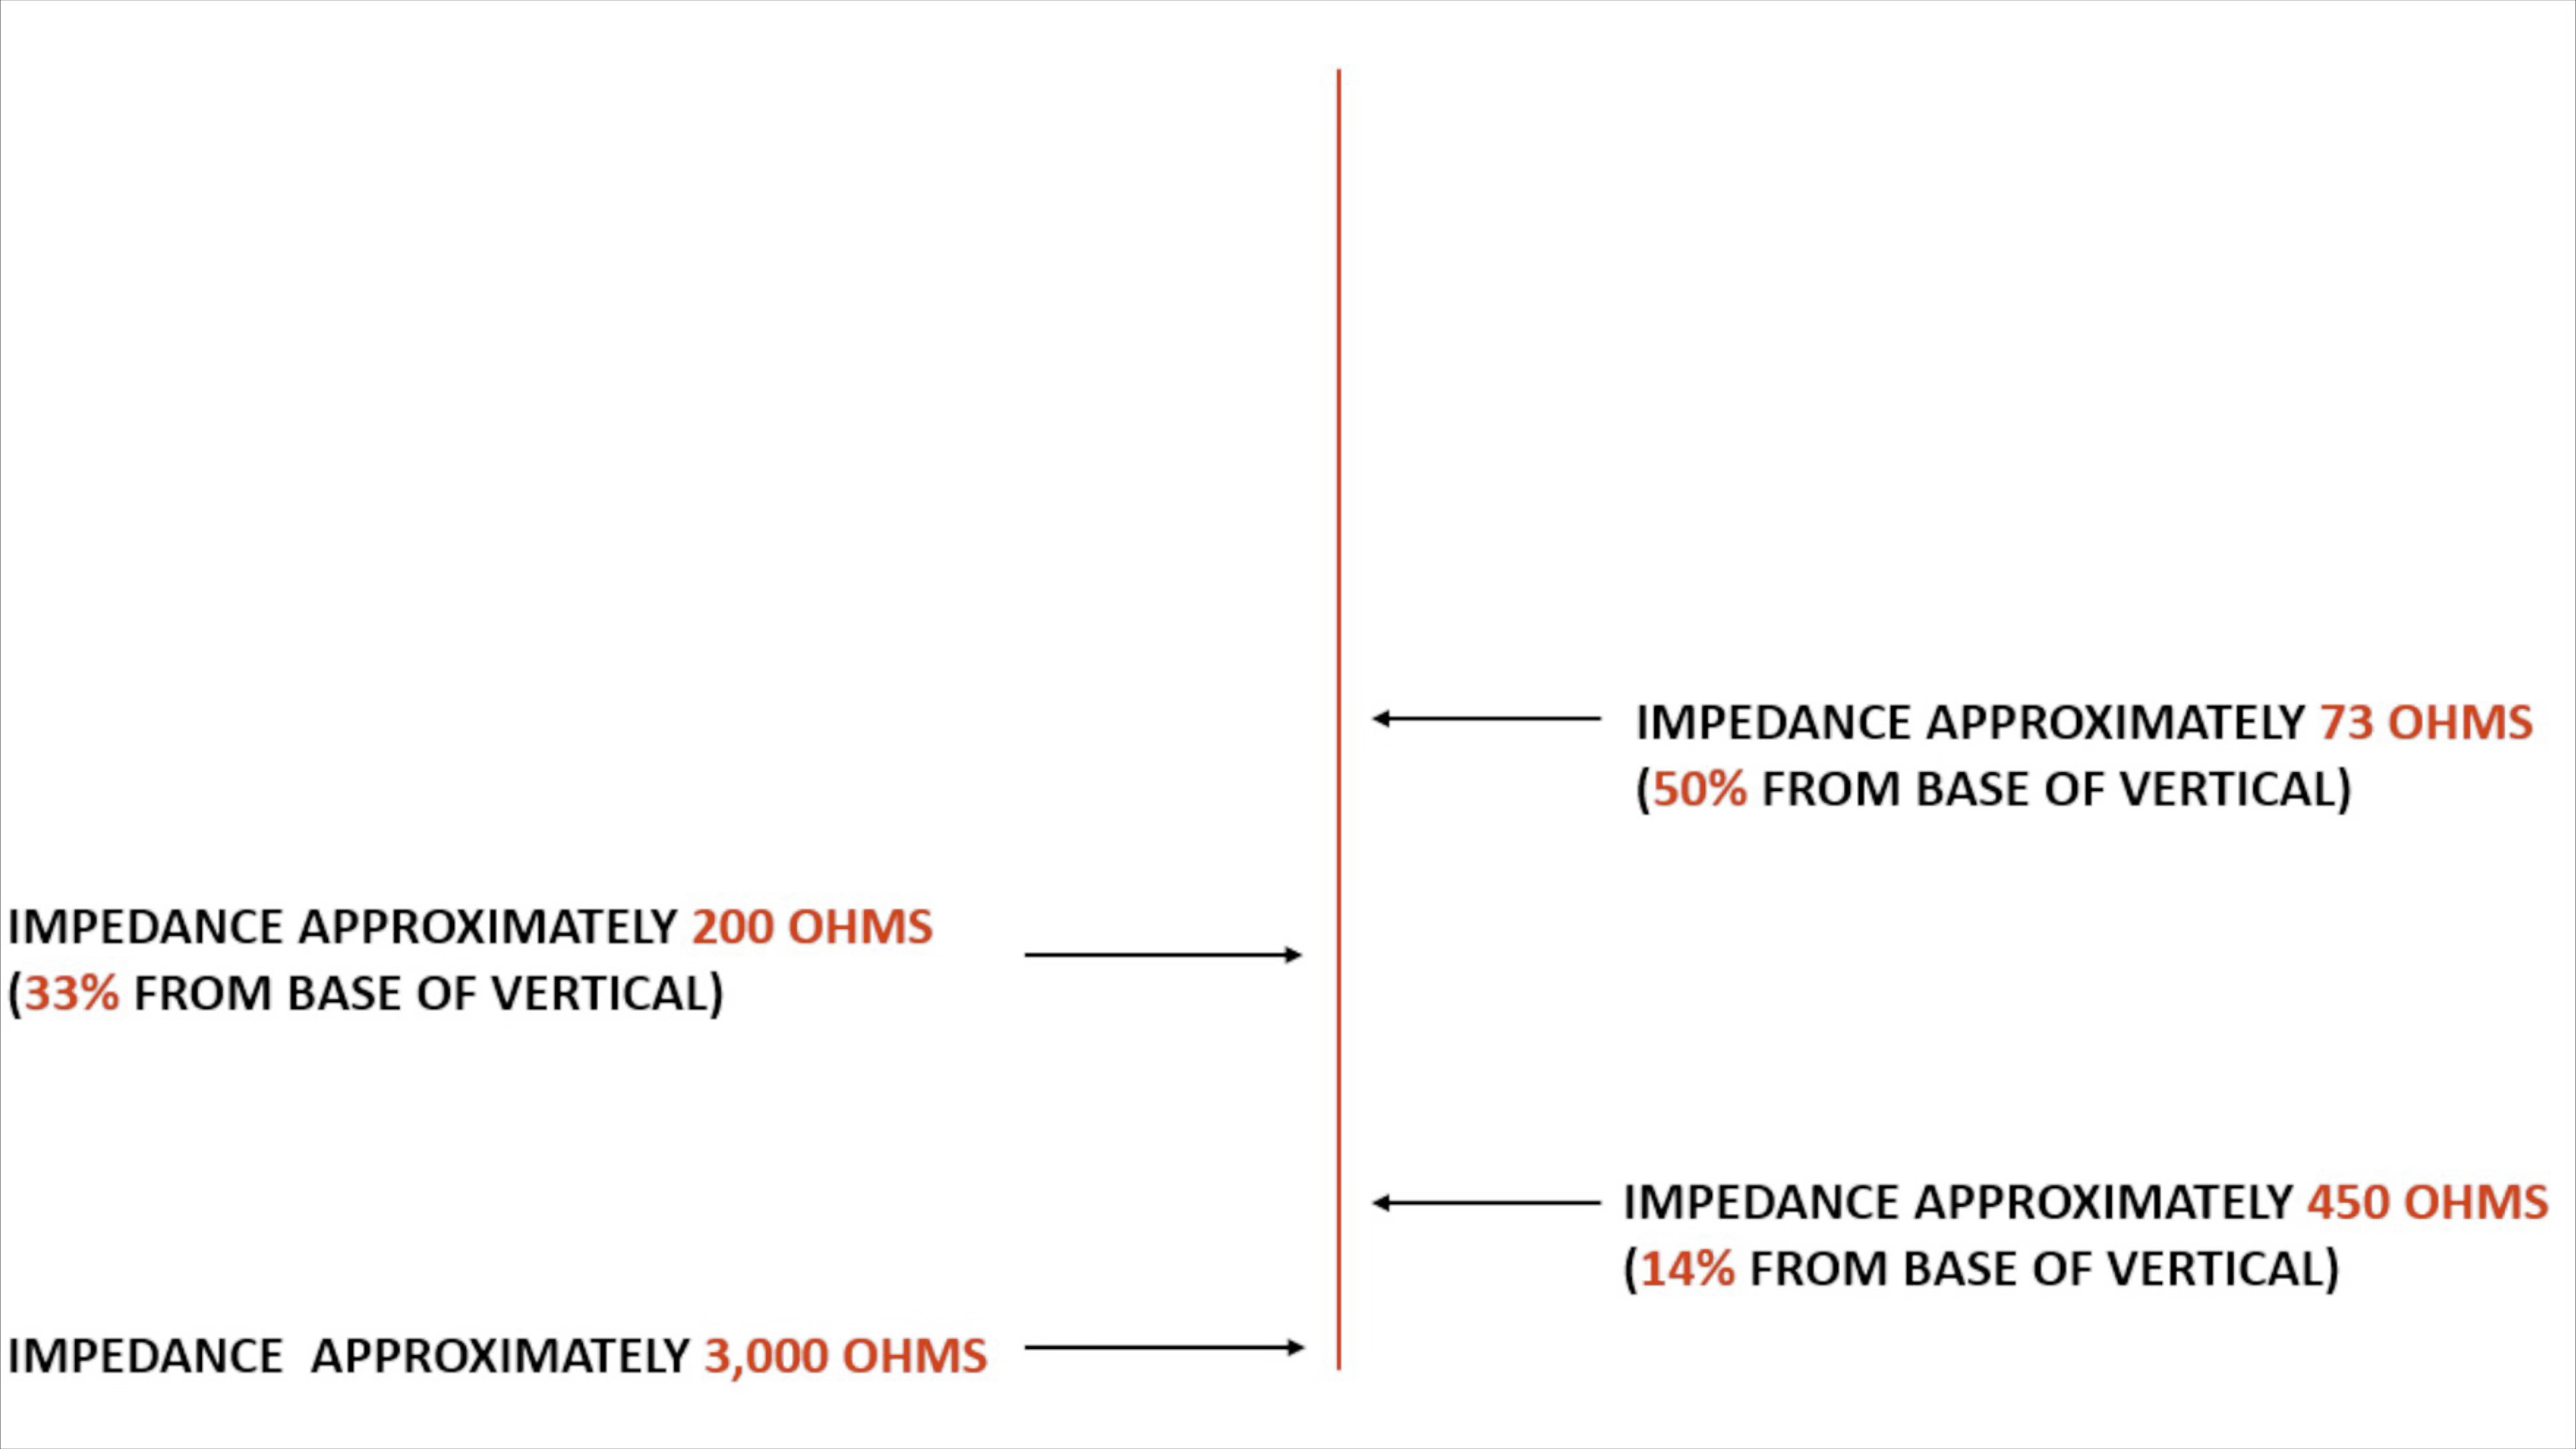 IMPEDANCE APPROXIMATELY 73 OHMS
(50% FROM BASE OF VERTICAL)
IMPEDANCE APPROXIMATELY 200 OHMS
(33% FROM BASE OF VERTICAL)
IMPEDANCE APPROXIMATELY 450 OHMS
(14% FROM BASE OF VERTICAL)
IMPEDANCE APPROXIMATELY 3,000 OHMS